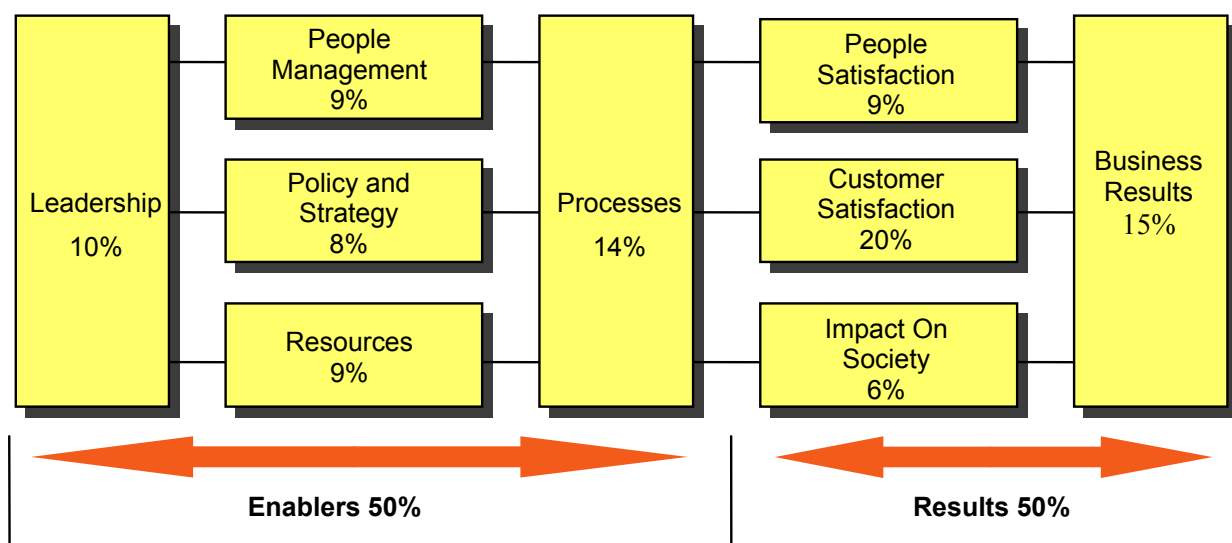 Leadership
10%
People
Management
9%
Policy and
Strategy
8%
Resources
9%
Processes
14%
People
Satisfaction
9%
Customer
Satisfaction
20%
Impact On
Society
6%
Business
Results
15%
Enablers 50%
Results 50%